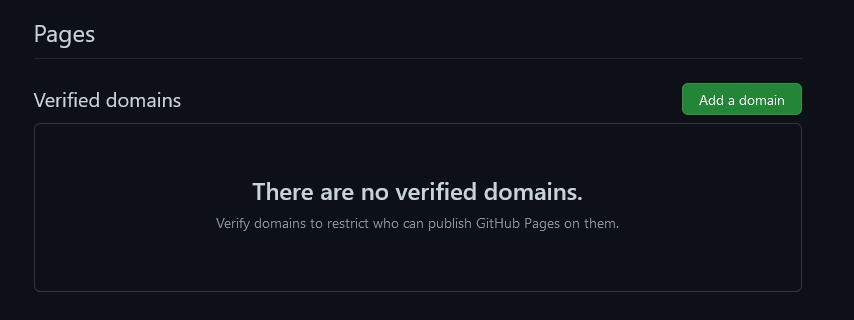 Pages
Verified domains
Add a domain
There are no verified domains.
Verify domains to restrict who can publish GitHub Pages on them.